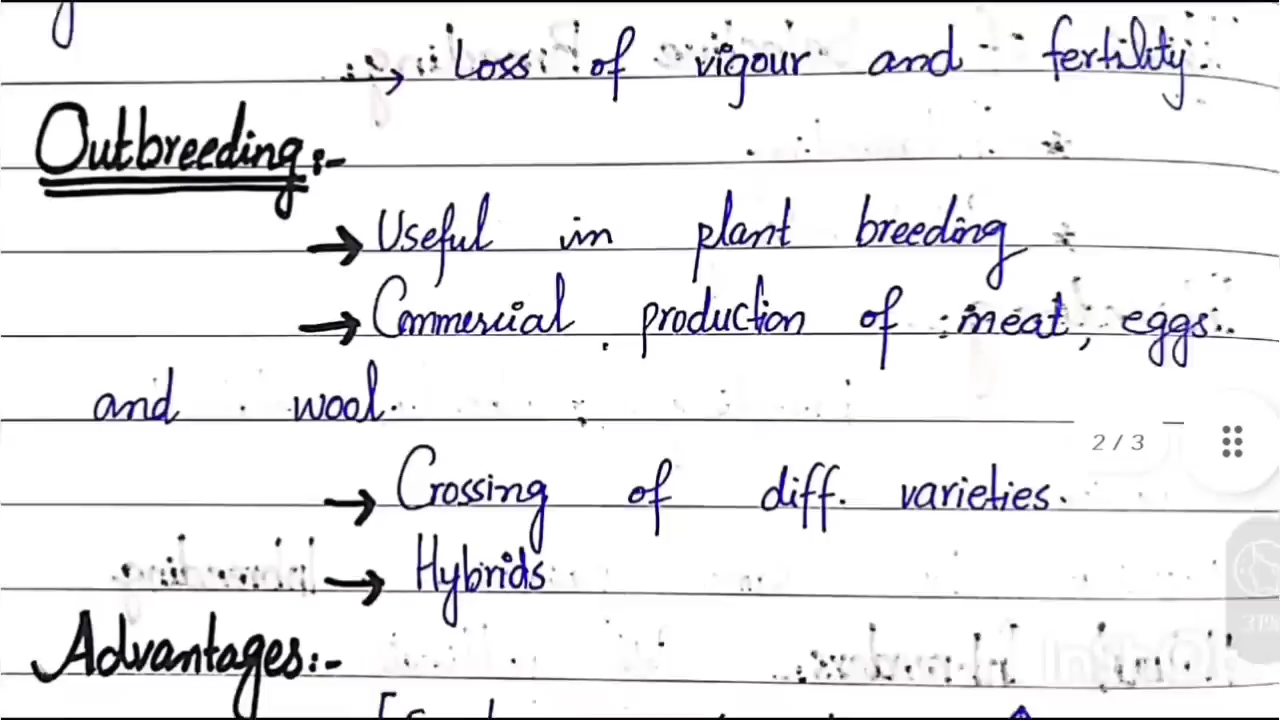 → Loss of vigour and fertility
Outbreeding:-
→ Useful in plant breeding
→ Commercial production of meat, eggs
and wool.
2/3
→ Crossing of diff. varieties.
→ Hybrids
Advantages:-